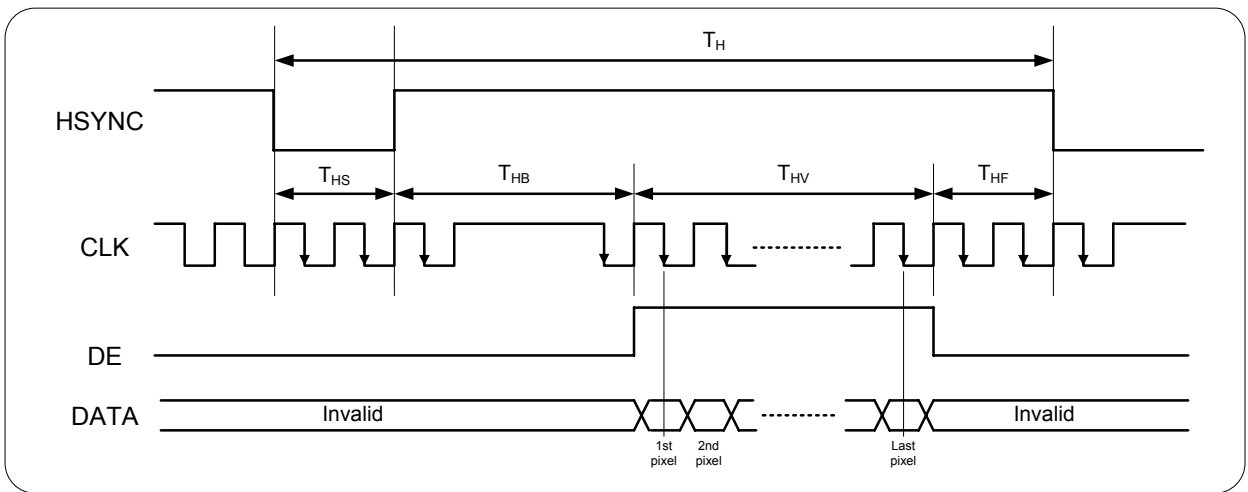 T_H
HSYNC
T_HS T_HB T_HV T_HF
CLK
DE
DATA Invalid Invalid
1st pixel
2nd pixel
Last pixel